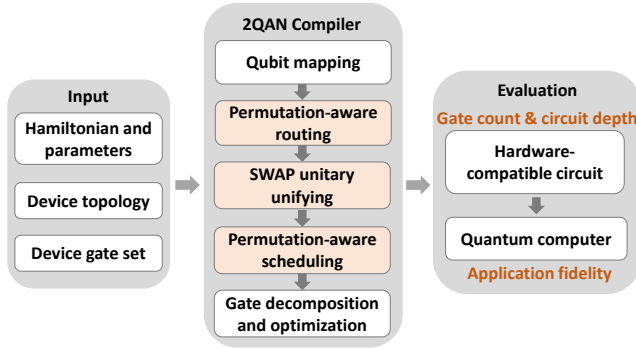 Input
Hamiltonian and
parameters
Device topology
Device gate set
2QAN Compiler
Qubit mapping
Permutation-aware
routing
SWAP unitary
unifying
Permutation-aware
scheduling
Gate decomposition
and optimization
Evaluation
Gate count & circuit depth
Hardware-
compatible circuit
Quantum computer
Application fidelity